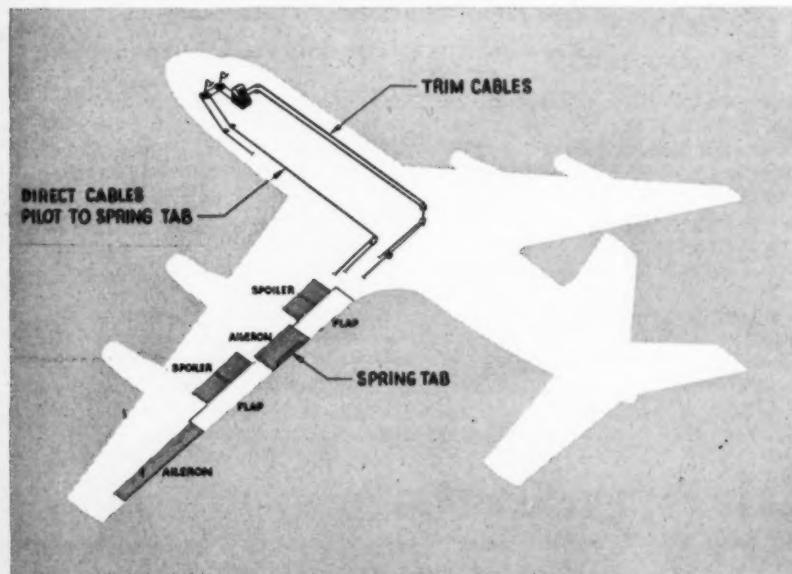 TRIM CABLES
DIRECT CABLES
PILOT TO SPRING TAB
SPOILER
FLAP
AILERON
SPOILER
SPRING TAB
FLAP
AILERON